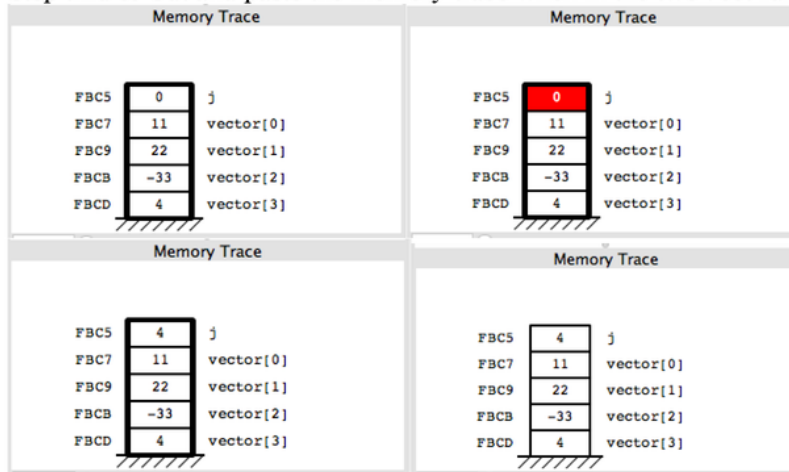 Memory Trace
FBC5 0 j
FBC7 11 vector[0]
FBC9 22 vector[1]
FBCB -33 vector[2]
FBCD 4 vector[3]
Memory Trace
FBC5 0 j
FBC7 11 vector[0]
FBC9 22 vector[1]
FBCB -33 vector[2]
FBCD 4 vector[3]
Memory Trace
FBC5 4 j
FBC7 11 vector[0]
FBC9 22 vector[1]
FBCB -33 vector[2]
FBCD 4 vector[3]
Memory Trace
FBC5 4 j
FBC7 11 vector[0]
FBC9 22 vector[1]
FBCB -33 vector[2]
FBCD 4 vector[3]